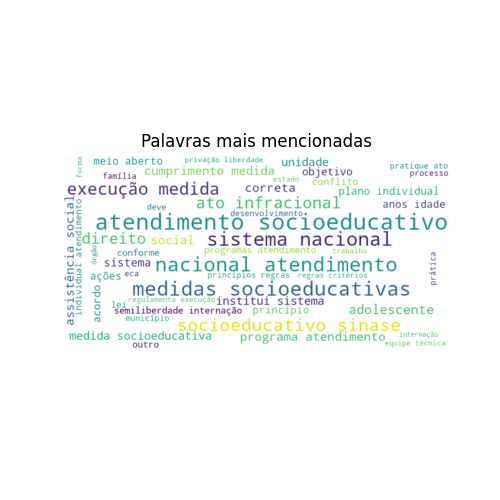 Palavras mais mencionadas
forma
meio aberto
privação liberdade
unidade
pratique ato
família
cumprimento medida
objetivo
processo
estado
conflito
execução medida
correta
plano individual
assistência social
individual atendimento
ato infracional
anos idade
deve
desenvolvimento
atendimento socioeducativo
direito
social
sistema nacional
órgão
conforme
programas atendimento
trabalho
sistema
nacional atendimento
prática
ações
eca
princípios regras
regras critérios
acordo
medidas socioeducativas
lei
regulamenta execução
institui sistema
semiliberdade internação
princípio
adolescente
município
socioeducativo sinase
medida socioeducativa
programa atendimento
internação
outro
equipe técnica